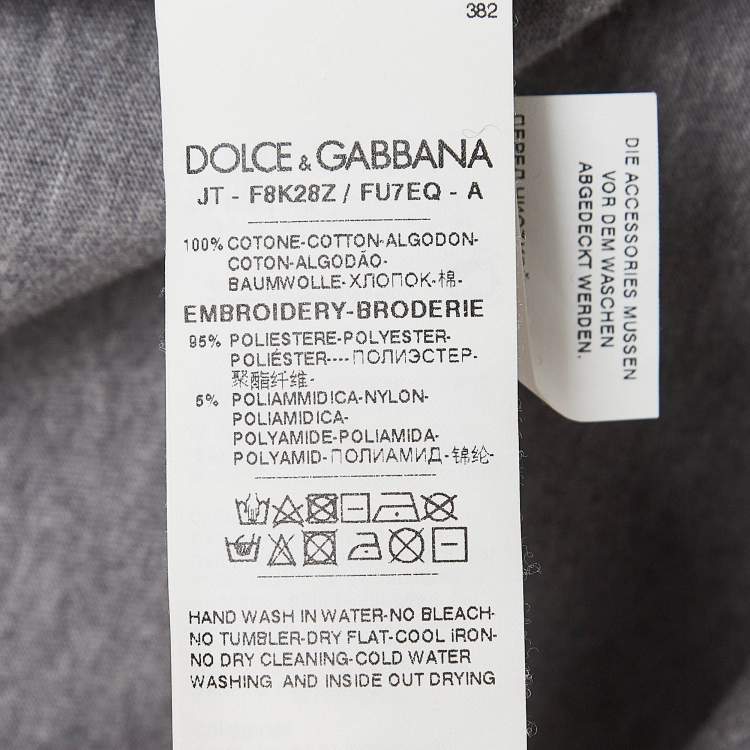 382
DOLCE & GABBANA
JT - F8K28Z / FU7EQ - A
100% COTONE-COTTON-ALGODON-
COTON-ALGODÃO-
BAUMWOLLE-ХЛОПОК-棉-
EMBROIDERY-BRODERIE
95% POLIESTERE-POLYESTER-
POLIÉSTER----ПОЛИЭСТЕР-
聚酯纤维-
5% POLIAMMIDICA-NYLON-
POLIAMIDICA-
POLYAMIDE-POLIAMIDA-
POLYAMID-ПОЛИАМИД-锦纶-
HAND WASH IN WATER-NO BLEACH-
NO TUMBLER-DRY FLAT-COOL IRON-
NO DRY CLEANING-COLD WATER
WASHING AND INSIDE OUT DRYING
DIE ACCESSORIES MUSSEN
VOR DEM WASCHEN
ABGEDECKT WERDEN.